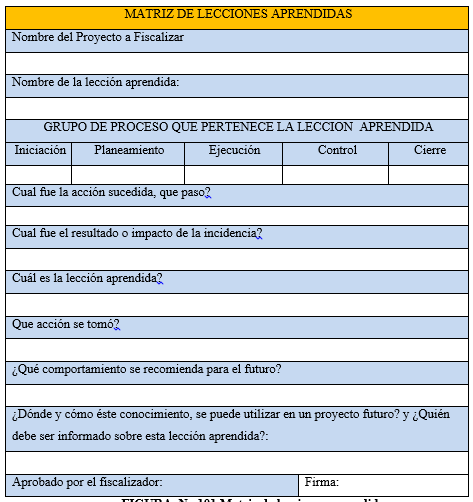 MATRIZ DE LECCIONES APRENDIDAS
Nombre del Proyecto a Fiscalizar
Nombre de la lección aprendida:
GRUPO DE PROCESO QUE PERTENECE LA LECCION APRENDIDA
Iniciación Planeamiento Ejecución Control Cierre
Cual fue la acción sucedida, que paso?
Cual fue el resultado o impacto de la incidencia?
Cuál es la lección aprendida?
Que acción se tomó?
¿Qué comportamiento se recomienda para el futuro?
¿Dónde y cómo éste conocimiento, se puede utilizar en un proyecto futuro? y ¿Quién
debe ser informado sobre esta lección aprendida?:
Aprobado por el fiscalizador: Firma: